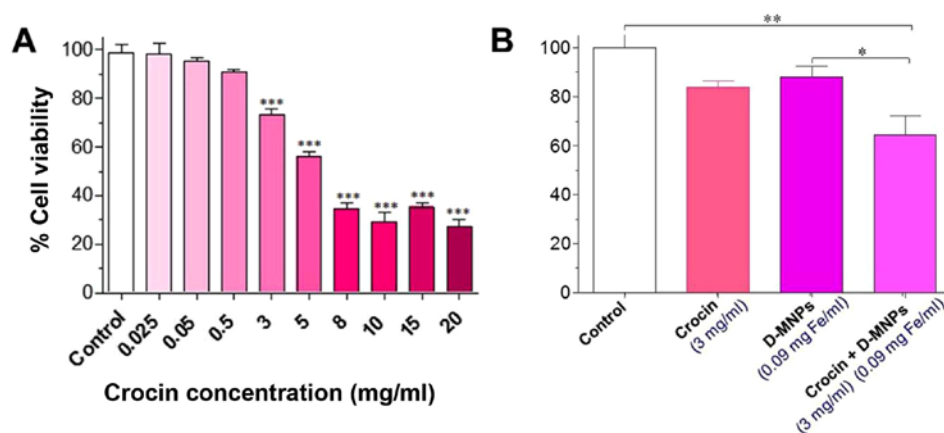 A
% Cell viability
100
80
60
40
20
0
***
***
***
***
***
***
Control
0.025
0.05
0.5
3
5
8
10
15
20
Crocin concentration (mg/ml)
B
100
80
60
40
20
0
**
*
Control
Crocin
(3 mg/ml)
D-MNPs
(0.09 mg Fe/ml)
Crocin + D-MNPs
(3 mg/ml) (0.09 mg Fe/ml)